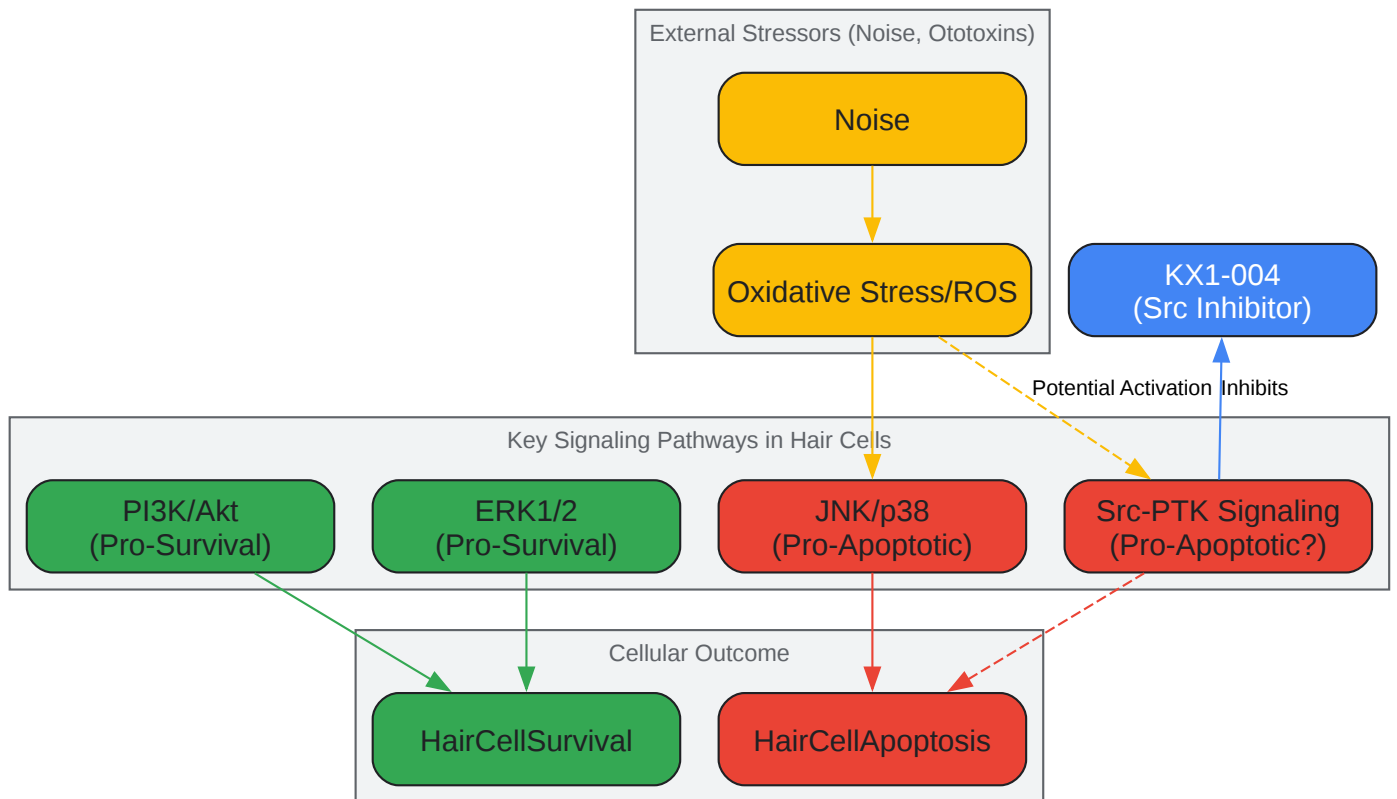 External Stressors (Noise, Ototoxins)
Noise
Oxidative Stress/ROS
KX1-004
(Src Inhibitor)
Potential Activation
Inhibits
Key Signaling Pathways in Hair Cells
PI3K/Akt
(Pro-Survival)
ERK1/2
(Pro-Survival)
JNK/p38
(Pro-Apoptotic)
Src-PTK Signaling
(Pro-Apoptotic?)
Cellular Outcome
HairCellSurvival
HairCellApoptosis